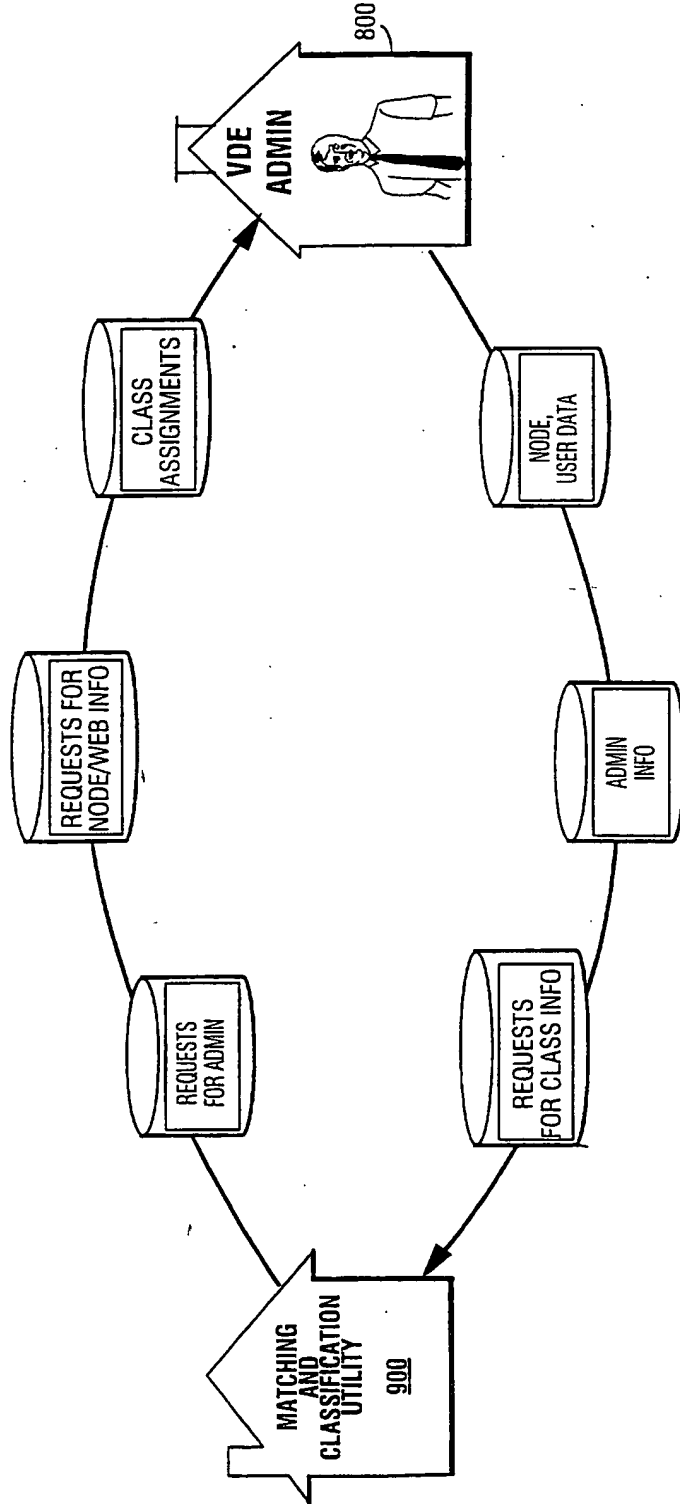 MATCHING
AND
CLASSIFICATION
UTILITY
900
REQUESTS
FOR ADMIN
REQUESTS FOR
NODE/WEB INFO
CLASS
ASSIGNMENTS
VDE
ADMIN
800
NODE,
USER DATA
ADMIN
INFO
REQUESTS
FOR CLASS INFO